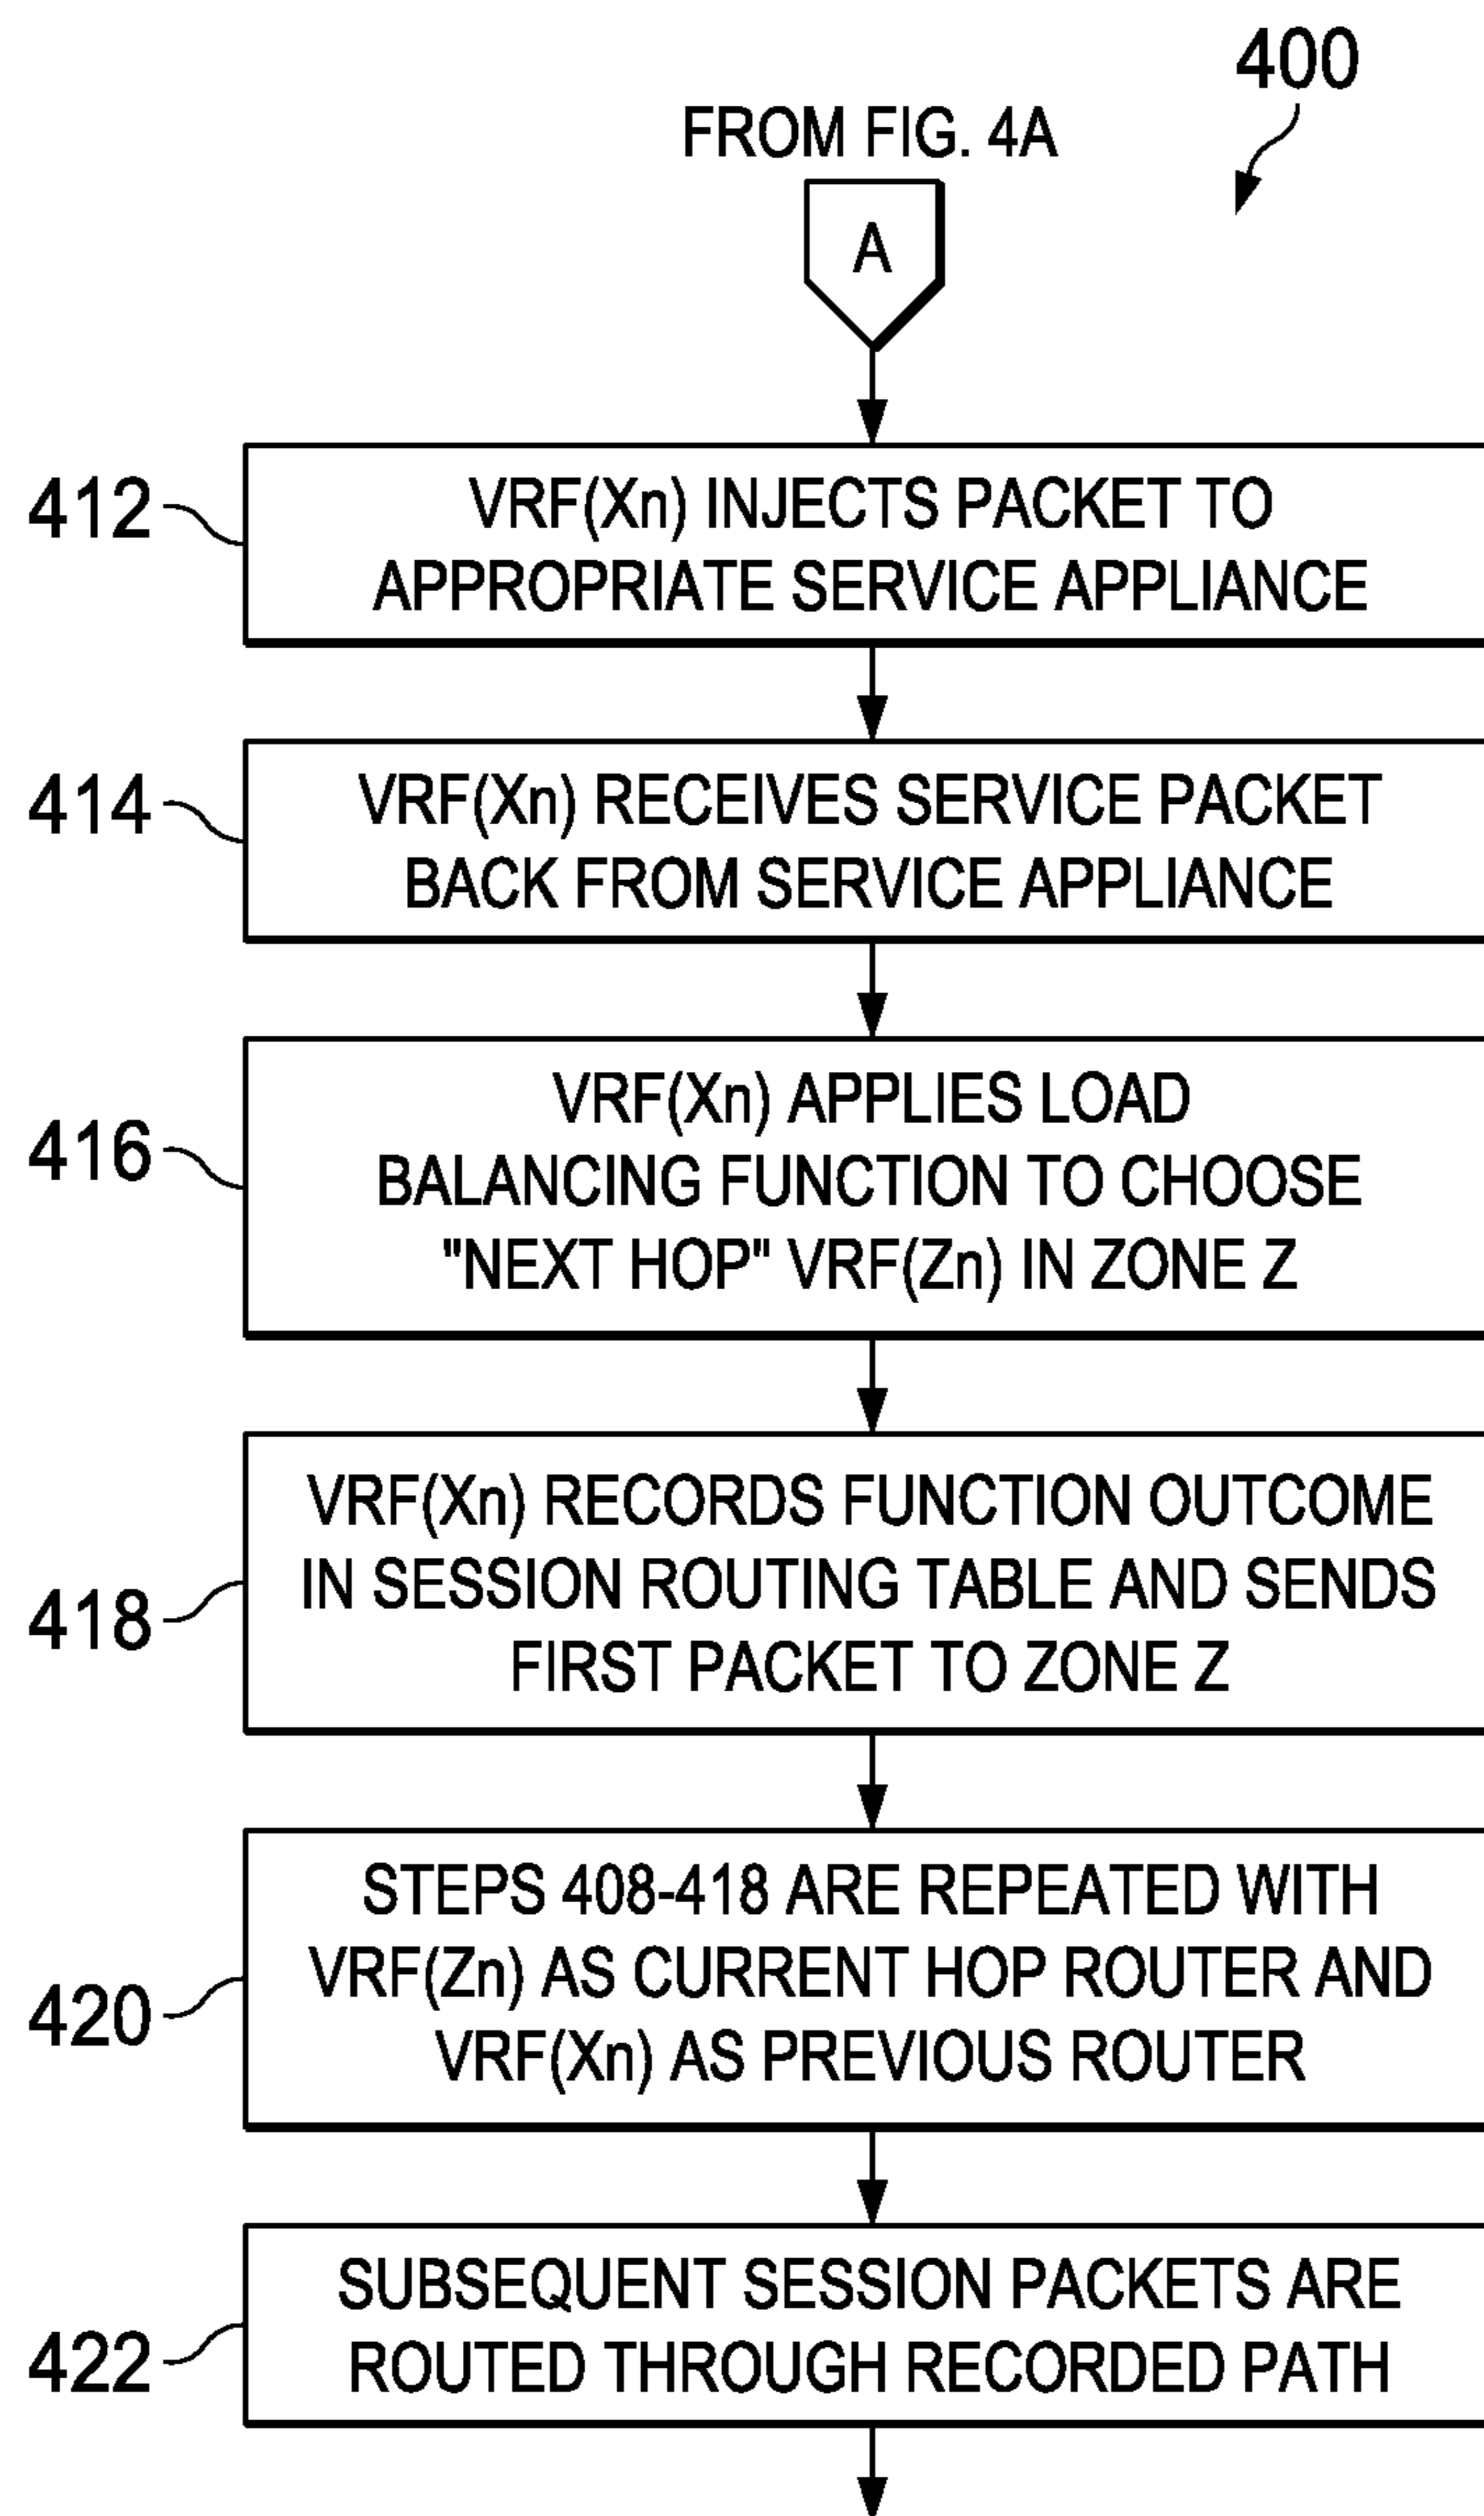 400
FROM FIG. 4A
A
412
VRF(Xn) INJECTS PACKET TO
APPROPRIATE SERVICE APPLIANCE
414
VRF(Xn) RECEIVES SERVICE PACKET
BACK FROM SERVICE APPLIANCE
416
VRF(Xn) APPLIES LOAD
BALANCING FUNCTION TO CHOOSE
"NEXT HOP" VRF(Zn) IN ZONE Z
418
VRF(Xn) RECORDS FUNCTION OUTCOME
IN SESSION ROUTING TABLE AND SENDS
FIRST PACKET TO ZONE Z
420
STEPS 408-418 ARE REPEATED WITH
VRF(Zn) AS CURRENT HOP ROUTER AND
VRF(Xn) AS PREVIOUS ROUTER
422
SUBSEQUENT SESSION PACKETS ARE
ROUTED THROUGH RECORDED PATH